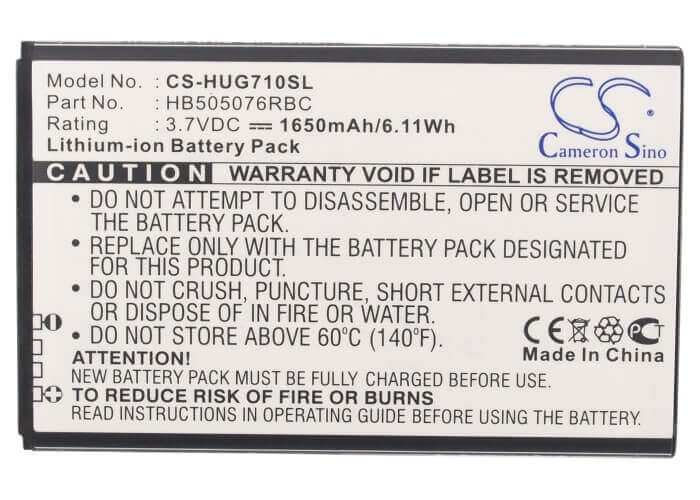 Model No. : CS-HUG710SL
Part No. : HB505076RBC
Rating : 3.7VDC ⎓ 1650mAh/6.11Wh
Lithium-ion Battery Pack
CS
Cameron Sino
CAUTION WARRANTY VOID IF LABEL IS REMOVED
• DO NOT ATTEMPT TO DISASSEMBLE, OPEN OR SERVICE
THE BATTERY PACK.
• REPLACE ONLY WITH THE BATTERY PACK DESIGNATED
FOR THIS PRODUCT.
• DO NOT CRUSH, PUNCTURE, SHORT EXTERNAL CONTACTS
OR DISPOSE OF IN FIRE OR WATER.
• DO NOT STORE ABOVE 60°C (140°F).
CE
Made In China
ATTENTION!
NEW BATTERY PACK MUST BE FULLY CHARGED BEFORE USE.
TO REDUCE RISK OF FIRE OR BURNS
READ INSTRUCTIONS IN OPERATING GUIDE BEFORE CHARGING